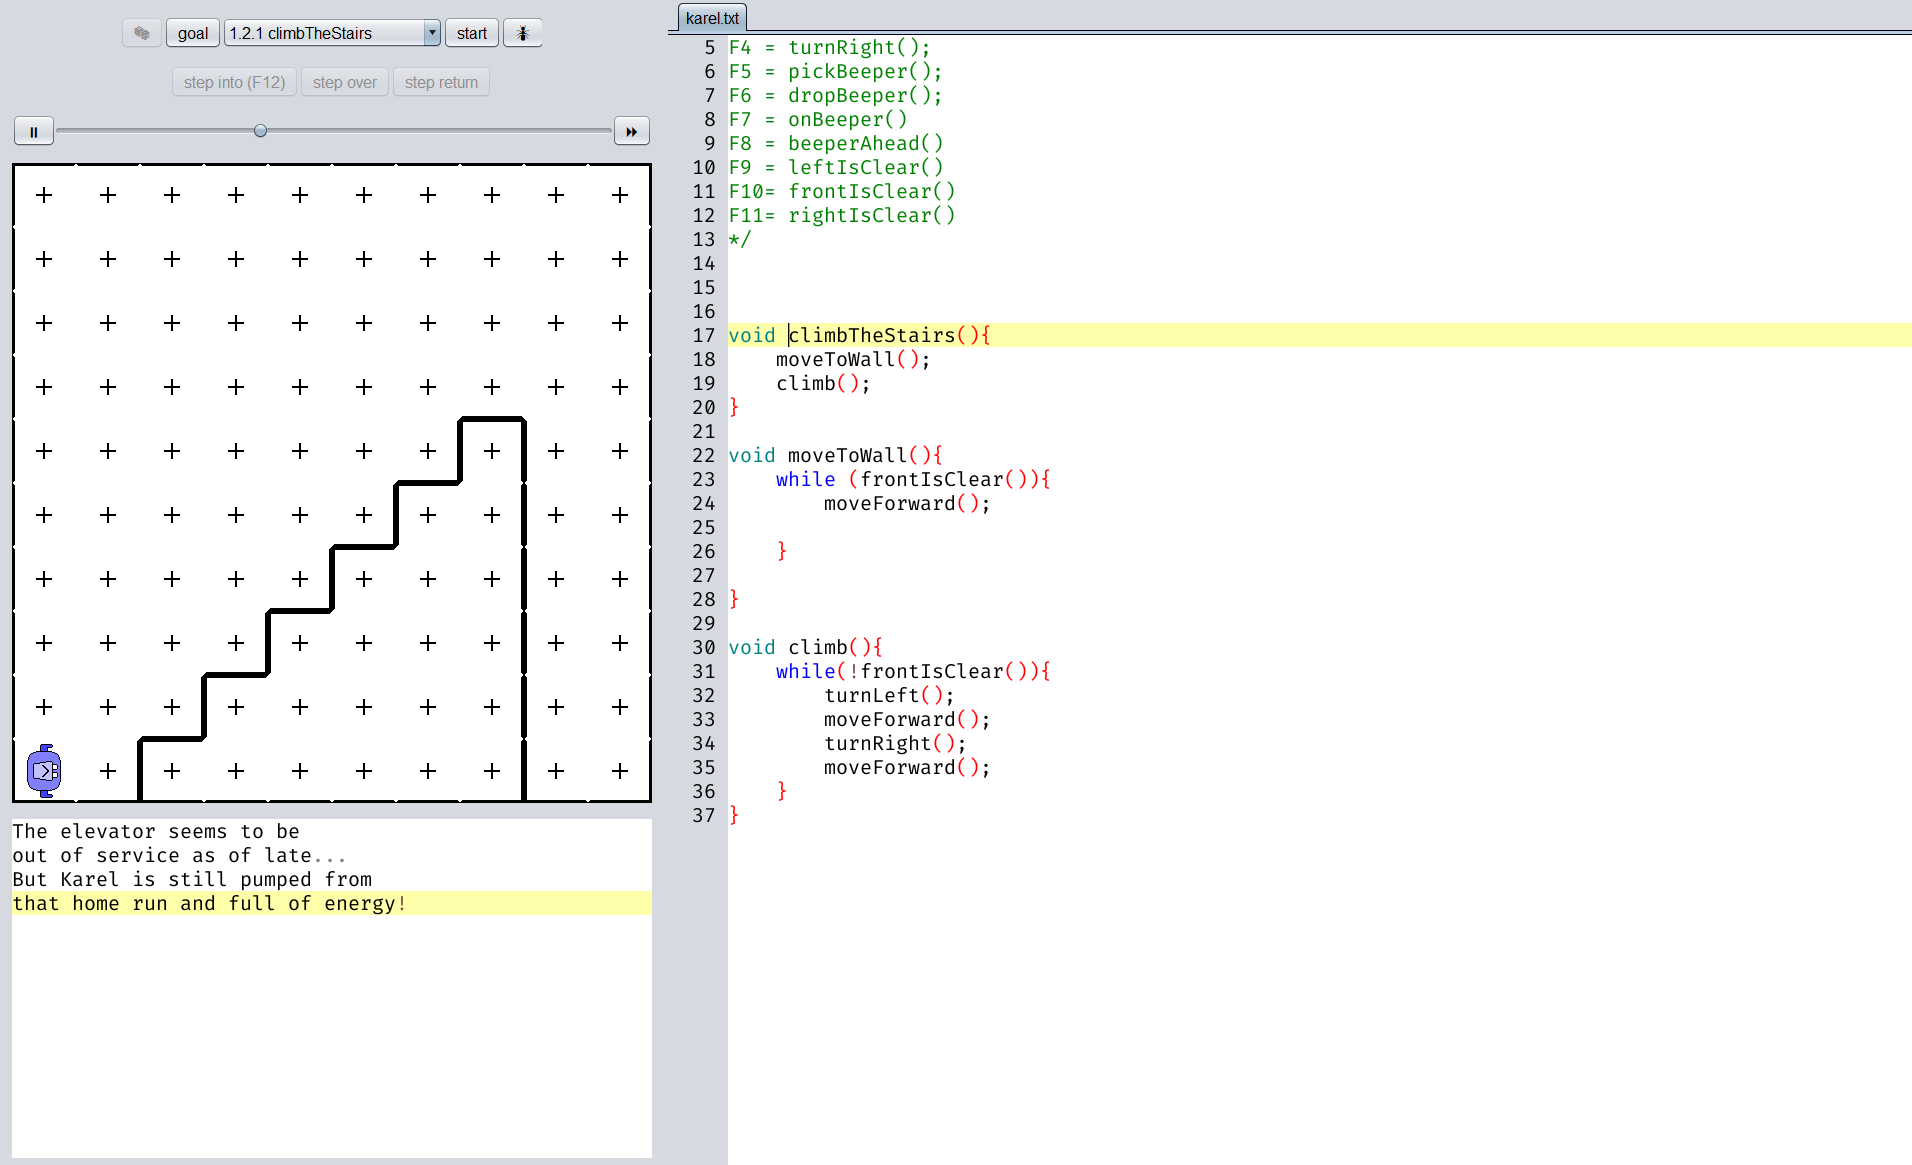 goal
1.2.1 climbTheStairs
start
step into (F12)
step over
step return
The elevator seems to be
out of service as of late...
But Karel is still pumped from
that home run and full of energy!
karel.txt
5 F4 = turnRight();
6 F5 = pickBeeper();
7 F6 = dropBeeper();
8 F7 = onBeeper()
9 F8 = beeperAhead()
10 F9 = leftIsClear()
11 F10= frontIsClear()
12 F11= rightIsClear()
13 */
14
15
16
17 void climbTheStairs(){
18     moveToWall();
19     climb();
20 }
21
22 void moveToWall(){
23     while (frontIsClear()){
24         moveForward();
25
26     }
27
28 }
29
30 void climb(){
31     while(!frontIsClear()){
32         turnLeft();
33         moveForward();
34         turnRight();
35         moveForward();
36     }
37 }